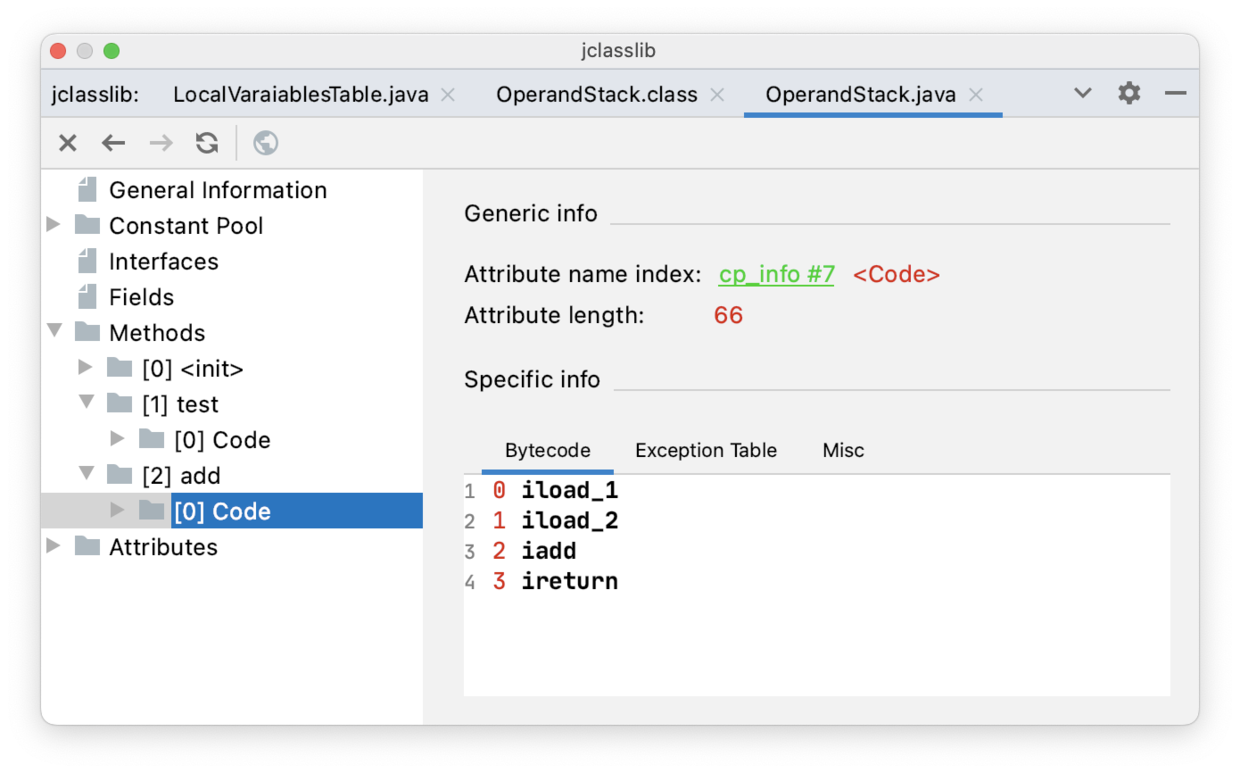 jclasslib
jclasslib: LocalVaraiablesTable.java OperandStack.class OperandStack.java
General Information
Constant Pool
Interfaces
Fields
Methods
[0] <init>
[1] test
[0] Code
[2] add
[0] Code
Attributes
Generic info
Attribute name index: cp_info #7 <Code>
Attribute length: 66
Specific info
Bytecode Exception Table Misc
1 0 iload_1
2 1 iload_2
3 2 iadd
4 3 ireturn